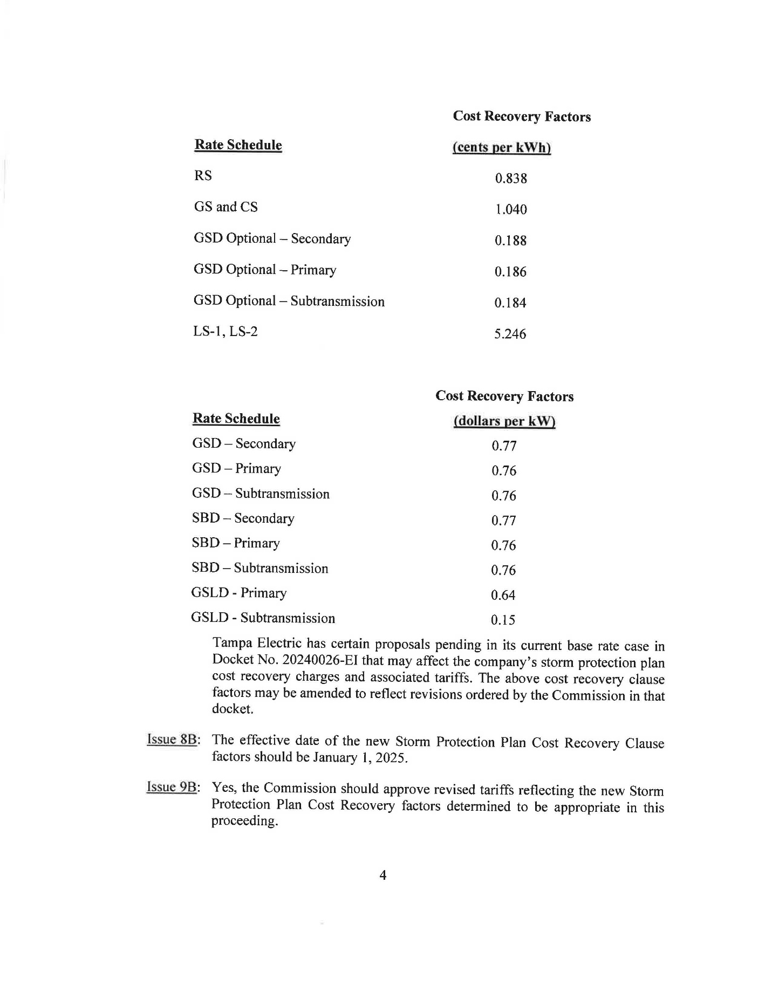 Cost Recovery Factors
Rate Schedule (cents per kWh)
RS 0.838
GS and CS 1.040
GSD Optional – Secondary 0.188
GSD Optional – Primary 0.186
GSD Optional – Subtransmission 0.184
LS-1, LS-2 5.246
Cost Recovery Factors
Rate Schedule (dollars per kW)
GSD – Secondary 0.77
GSD – Primary 0.76
GSD – Subtransmission 0.76
SBD – Secondary 0.77
SBD – Primary 0.76
SBD – Subtransmission 0.76
GSLD - Primary 0.64
GSLD - Subtransmission 0.15
Tampa Electric has certain proposals pending in its current base rate case in
Docket No. 20240026-EI that may affect the company’s storm protection plan
cost recovery charges and associated tariffs. The above cost recovery clause
factors may be amended to reflect revisions ordered by the Commission in that
docket.
Issue 8B: The effective date of the new Storm Protection Plan Cost Recovery Clause
factors should be January 1, 2025.
Issue 9B: Yes, the Commission should approve revised tariffs reflecting the new Storm
Protection Plan Cost Recovery factors determined to be appropriate in this
proceeding.
4